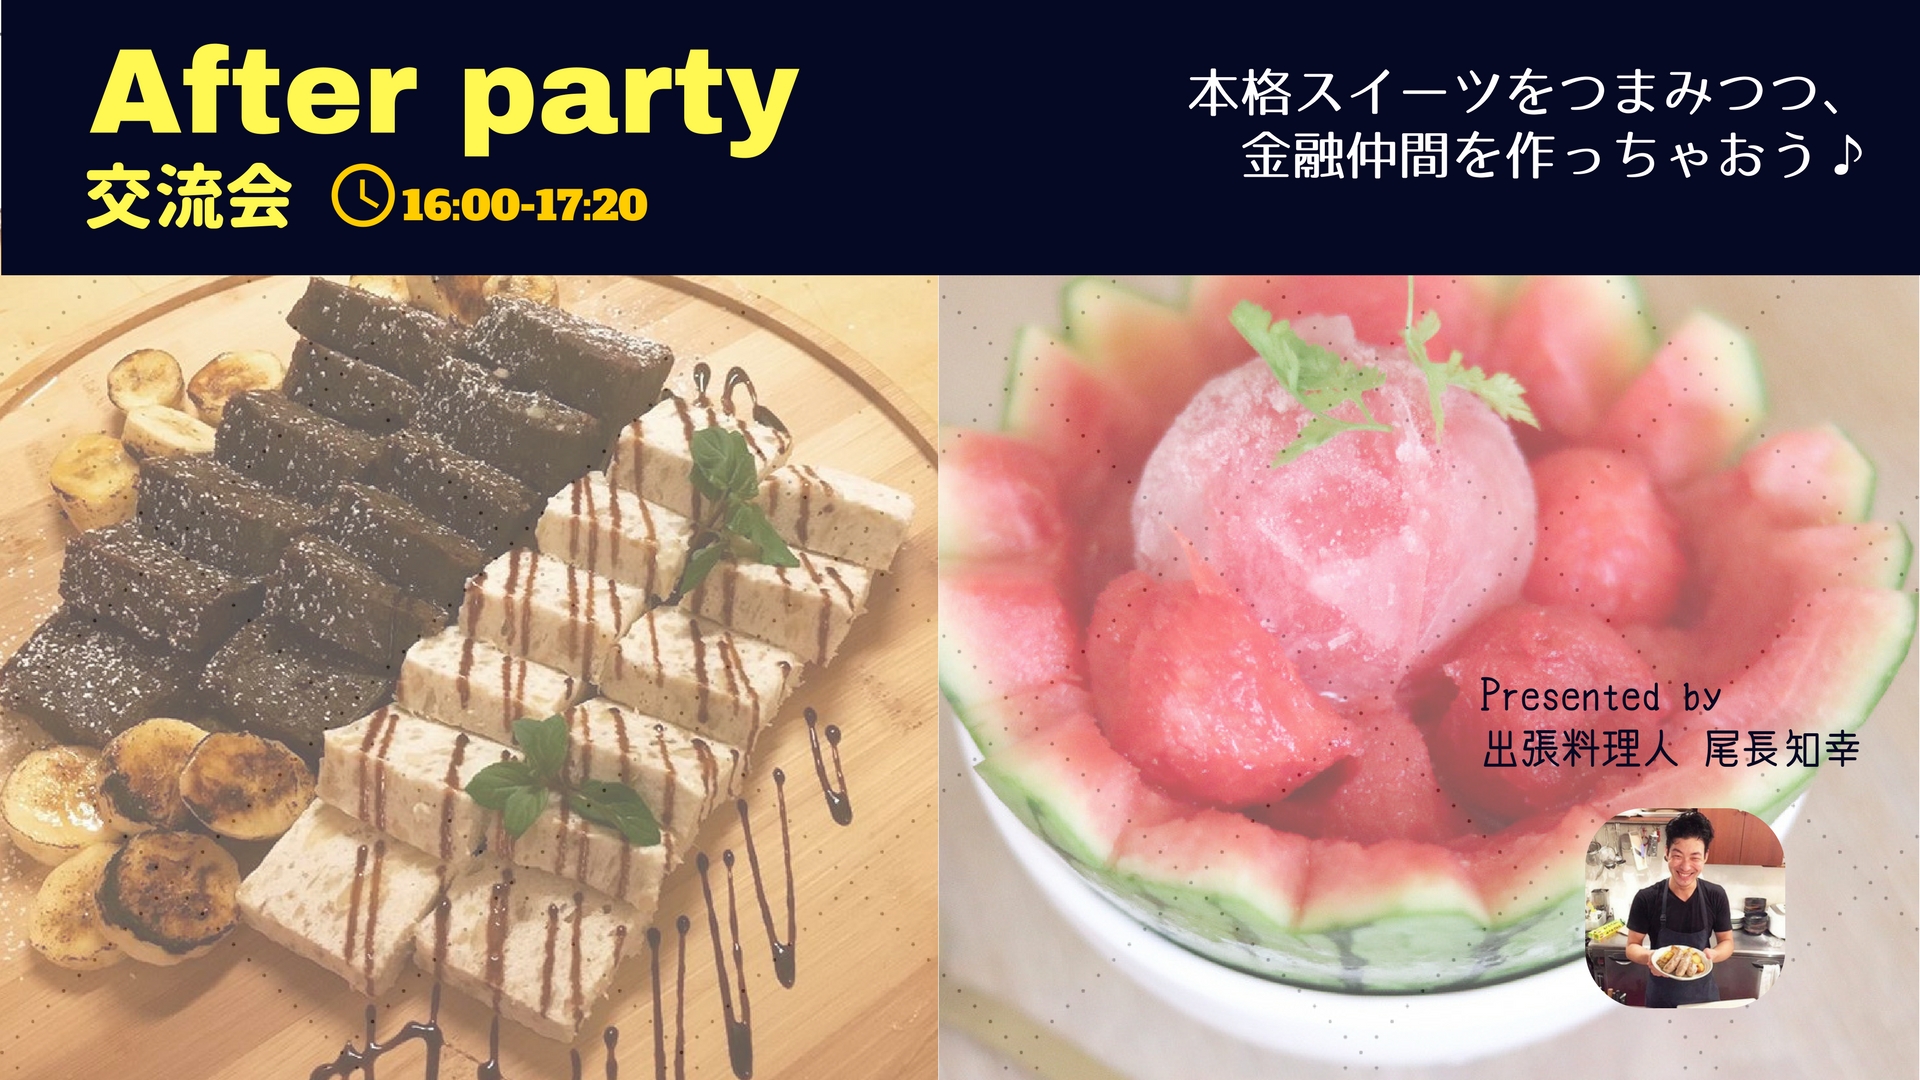 After party
交流会 16:00-17:20
本格スイーツをつまみつつ、
金融仲間を作っちゃおう♪
Presented by
出張料理人 尾長知幸